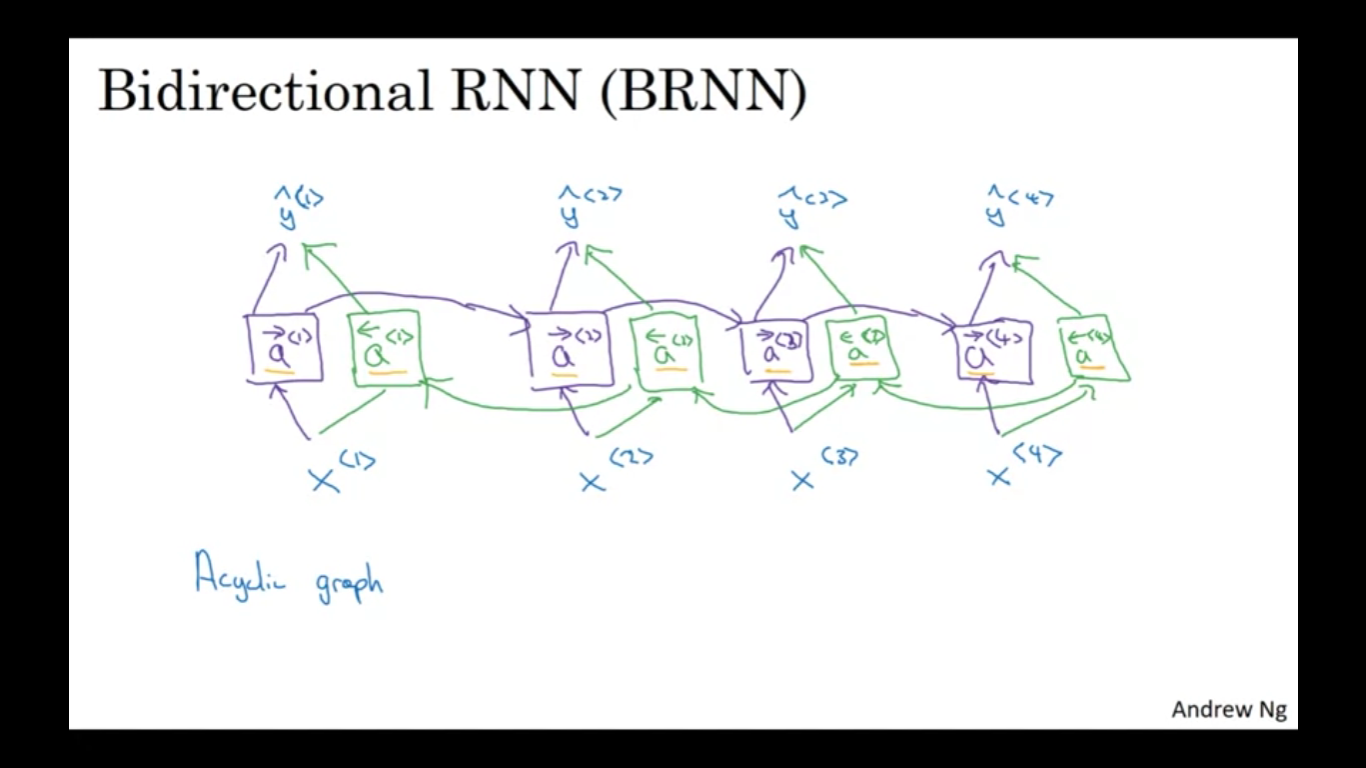 Bidirectional RNN (BRNN)
ŷ<1> ŷ<2> ŷ<3> ŷ<4>
→a<1> ←a<1> →a<2> ←a<2> →a<3> ←a<3> →a<4> ←a<4>
x<1> x<2> x<3> x<4>
Acyclic graph
Andrew Ng